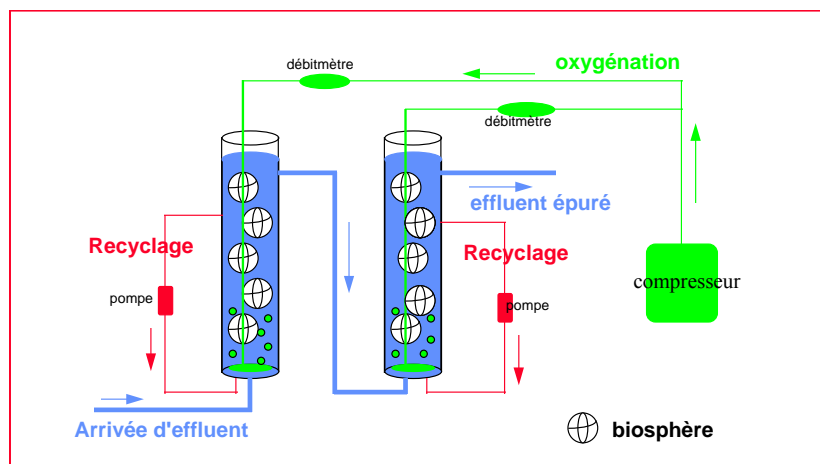 débitmètre
oxygénation
débitmètre
effluent épuré
Recyclage
Recyclage
compresseur
pompe
pompe
Arrivée d'effluent
biosphère